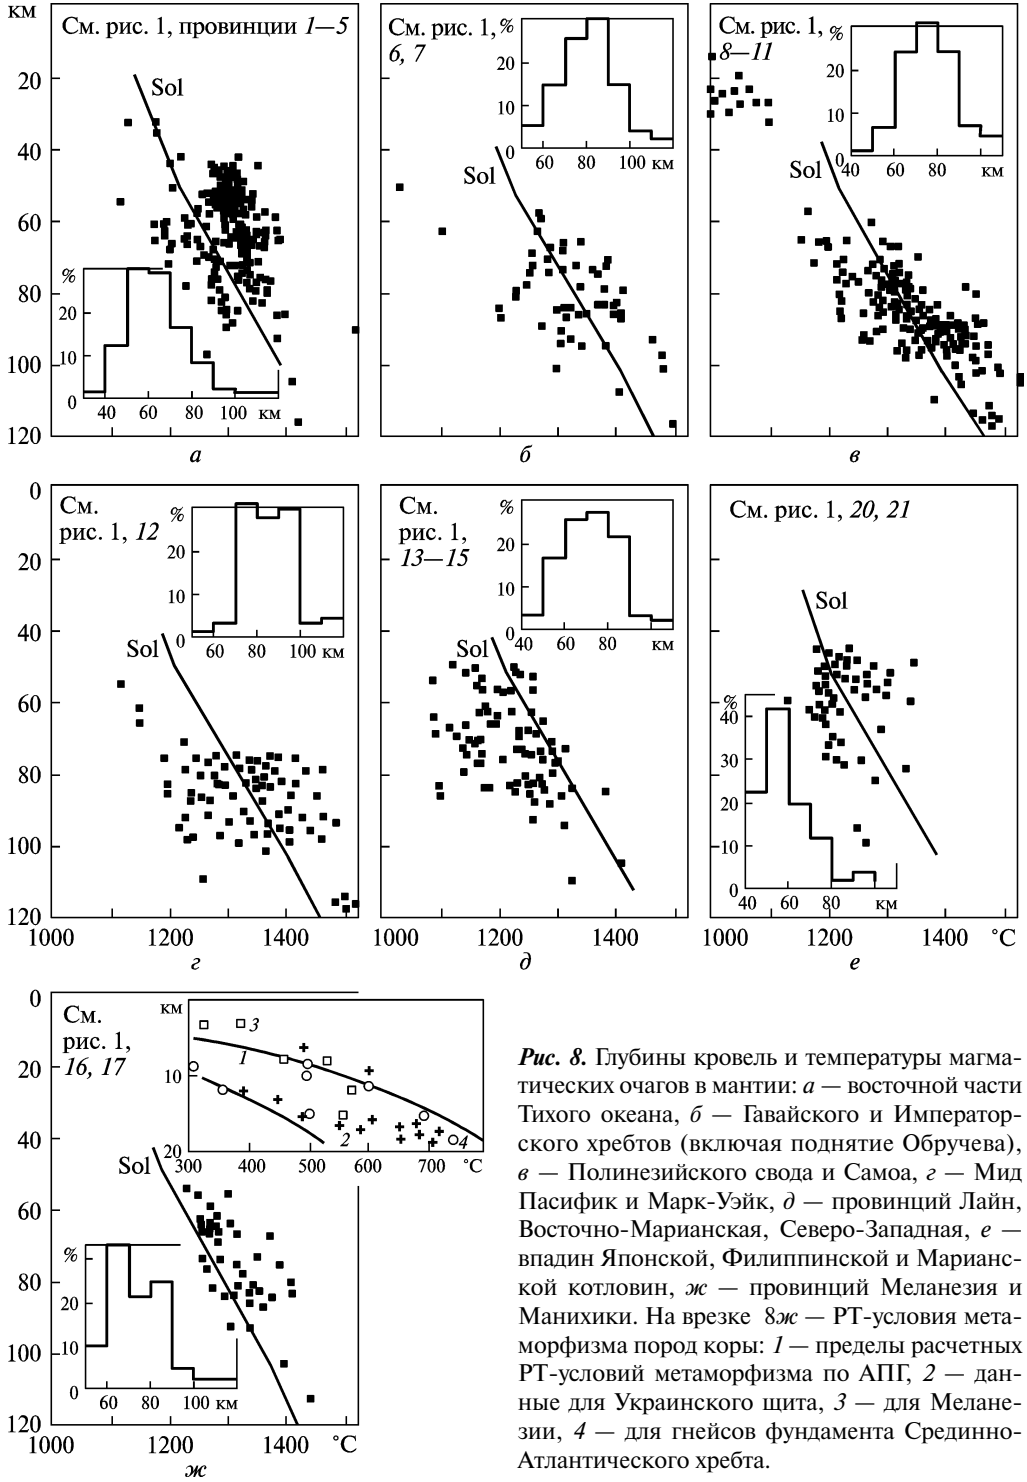 км
См. рис. 1, провинции 1—5
Sol
20
40
60
80
100
120
%
20
10
0
40 60 80 100 км
а
См. рис. 1,
6, 7
Sol
%
20
10
0
60 80 100 км
б
См. рис. 1,
8—11
Sol
%
20
10
0
40 60 80 км
в
0
20
40
60
80
100
120
См.
рис. 1, 12
Sol
%
20
10
0
60 80 100 км
1000 1200 1400
г
См.
рис. 1,
13—15
Sol
%
20
10
0
40 60 80 км
1000 1200 1400
д
См. рис. 1, 20, 21
Sol
%
40
30
20
10
0
40 60 80 км
1000 1200 1400 °C
е
0
20
40
60
80
100
120
См.
рис. 1,
16, 17
Sol
км
10
20
3
1
2
4
300 400 500 600 700 °C
%
20
10
0
60 80 100 км
1000 1200 1400 °C
ж
Рис. 8. Глубины кровель и температуры магма-
тических очагов в мантии: а — восточной части
Тихого океана, б — Гавайского и Император-
ского хребтов (включая поднятие Обручева),
в — Полинезийского свода и Самоа, г — Мид
Пасифик и Марк-Уэйк, д — провинций Лайн,
Восточно-Марианская, Северо-Западная, е —
впадин Японской, Филиппинской и Марианс-
кой котловин, ж — провинций Меланезия и
Манихики. На врезке 8ж — РТ-условия мета-
морфизма пород коры: 1 — пределы расчетных
РТ-условий метаморфизма по АПГ, 2 — дан-
ные для Украинского щита, 3 — для Мелане-
зии, 4 — для гнейсов фундамента Срединно-
Атлантического хребта.